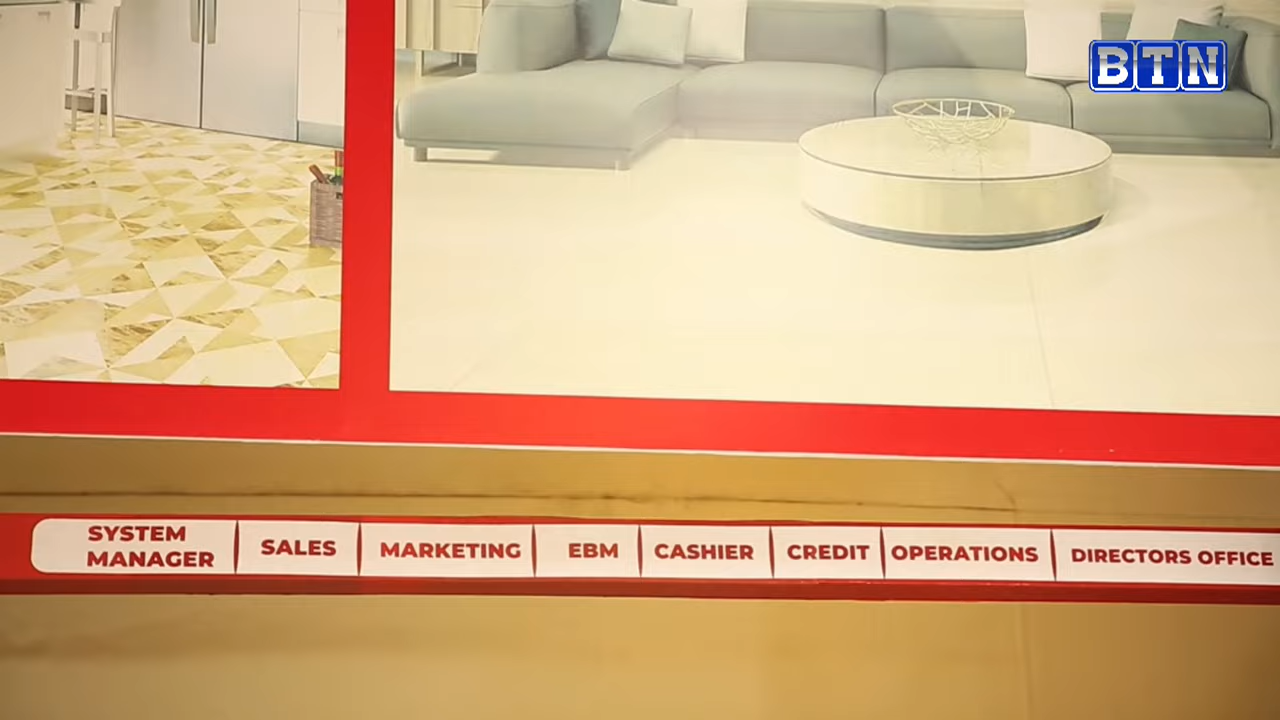 BTN
SYSTEM
MANAGER
SALES
MARKETING
EBM
CASHIER
CREDIT
OPERATIONS
DIRECTORS OFFICE